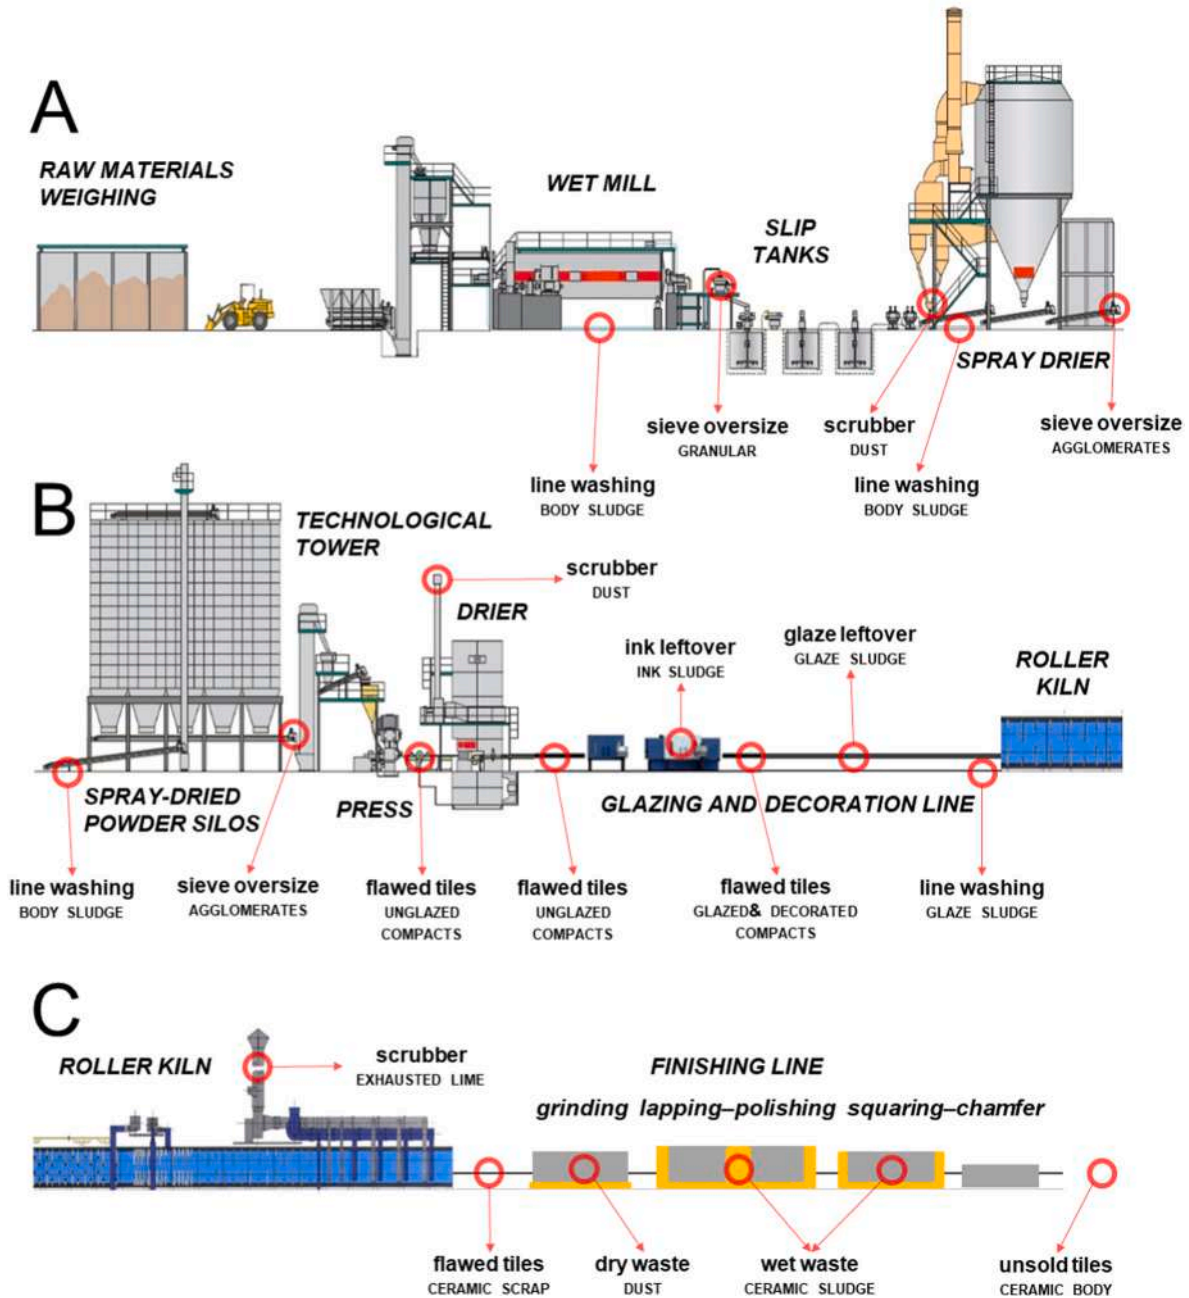 A
RAW MATERIALS
WEIGHING
WET MILL
SLIP
TANKS
SPRAY DRIER
sieve oversize
GRANULAR
scrubber
DUST
sieve oversize
AGGLOMERATES
line washing
BODY SLUDGE
line washing
BODY SLUDGE
B
TECHNOLOGICAL
TOWER
scrubber
DUST
DRIER
ink leftover
INK SLUDGE
glaze leftover
GLAZE SLUDGE
ROLLER
KILN
SPRAY-DRIED
POWDER SILOS
PRESS
GLAZING AND DECORATION LINE
line washing
BODY SLUDGE
sieve oversize
AGGLOMERATES
flawed tiles
UNGLAZED
COMPACTS
flawed tiles
UNGLAZED
COMPACTS
flawed tiles
GLAZED& DECORATED
COMPACTS
line washing
GLAZE SLUDGE
C
ROLLER KILN
scrubber
EXHAUSTED LIME
FINISHING LINE
grinding lapping–polishing squaring–chamfer
flawed tiles
CERAMIC SCRAP
dry waste
DUST
wet waste
CERAMIC SLUDGE
unsold tiles
CERAMIC BODY